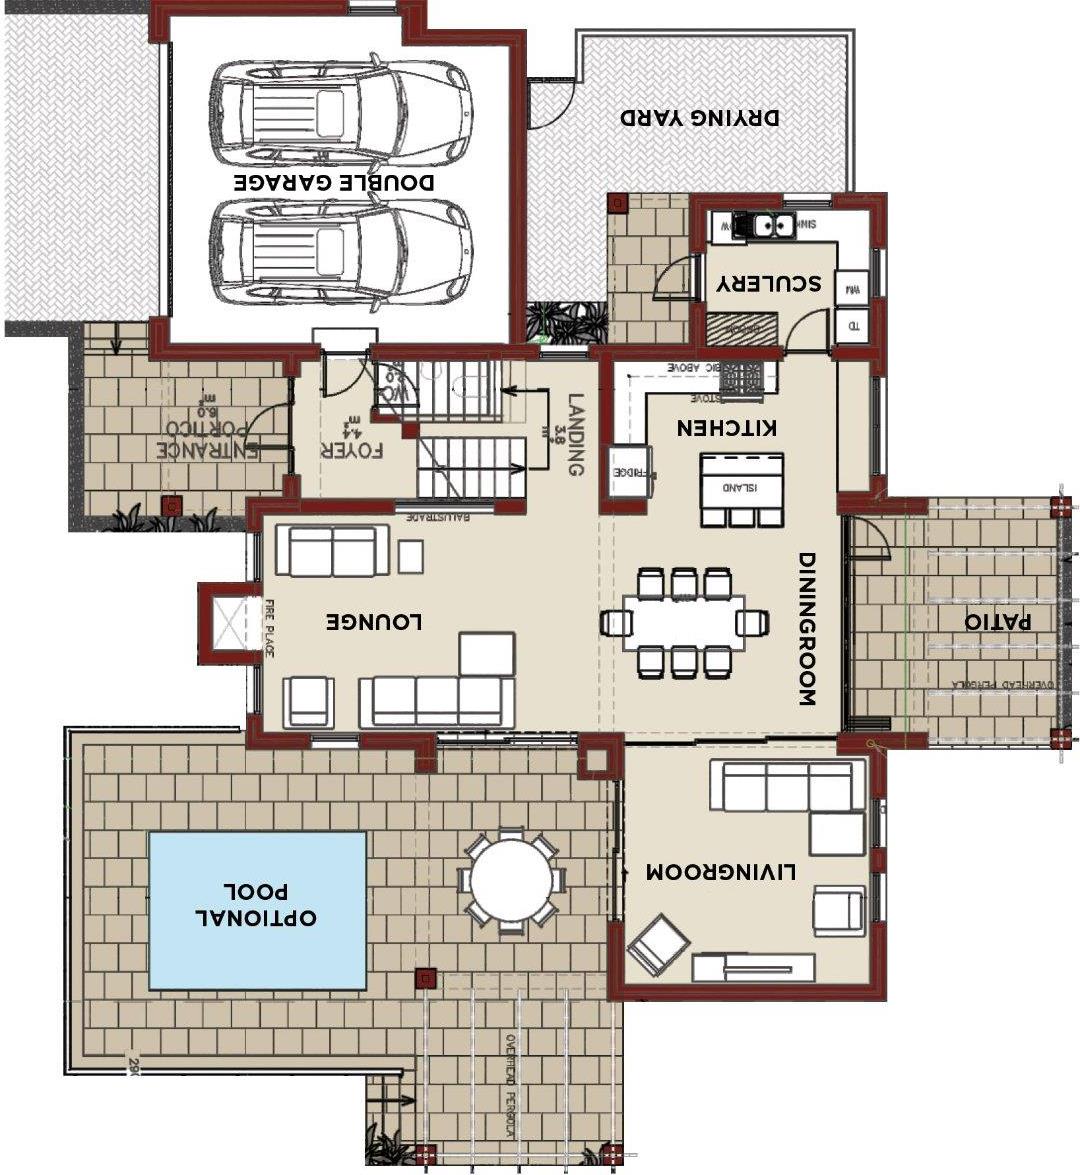 DRYING YARD
DOUBLE GARAGE
SINK
SCULLERY
WM
TD
BIC ABOVE
STOVE
WC
LANDING
3.8
m²
ENTRANCE
PORTICO
6.0
m²
FOYER
4.4
m²
KITCHEN
FRIDGE
ISLAND
BALUSTRADE
DININGROOM
LOUNGE
FIRE PLACE
PATIO
OVERHEAD PERGOLA
LIVINGROOM
OPTIONAL
POOL
OVERHEAD PERGOLA
290